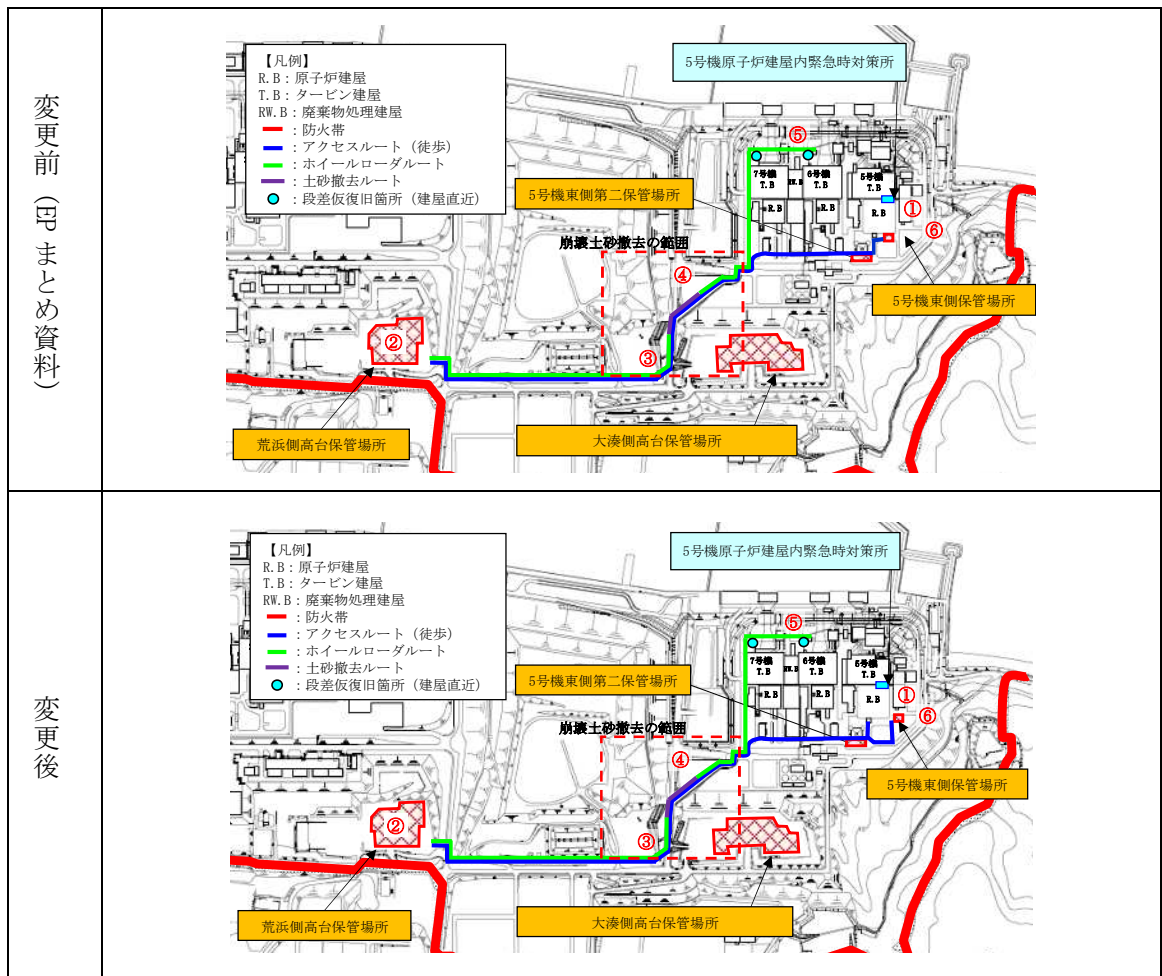 変更前（EPまとめ資料）
【凡例】
R.B：原子炉建屋
T.B：タービン建屋
RW.B：廃棄物処理建屋
：防火帯
：アクセスルート（徒歩）
：ホイールローダルート
：土砂撤去ルート
：段差仮復旧箇所（建屋直近）
5号機原子炉建屋内緊急時対策所
⑤
7号機
T.B
RW.B
6号機
T.B
5号機
T.B
5号機東側第二保管場所
R.B
R.B
R.B
①
⑥
崩壊土砂撤去の範囲
④
5号機東側保管場所
②
③
荒浜側高台保管場所
大湊側高台保管場所
変更後
【凡例】
R.B：原子炉建屋
T.B：タービン建屋
RW.B：廃棄物処理建屋
：防火帯
：アクセスルート（徒歩）
：ホイールローダルート
：土砂撤去ルート
：段差仮復旧箇所（建屋直近）
5号機原子炉建屋内緊急時対策所
⑤
7号機
T.B
RW.B
6号機
T.B
5号機
T.B
5号機東側第二保管場所
R.B
R.B
R.B
①
⑥
崩壊土砂撤去の範囲
④
5号機東側保管場所
②
③
荒浜側高台保管場所
大湊側高台保管場所